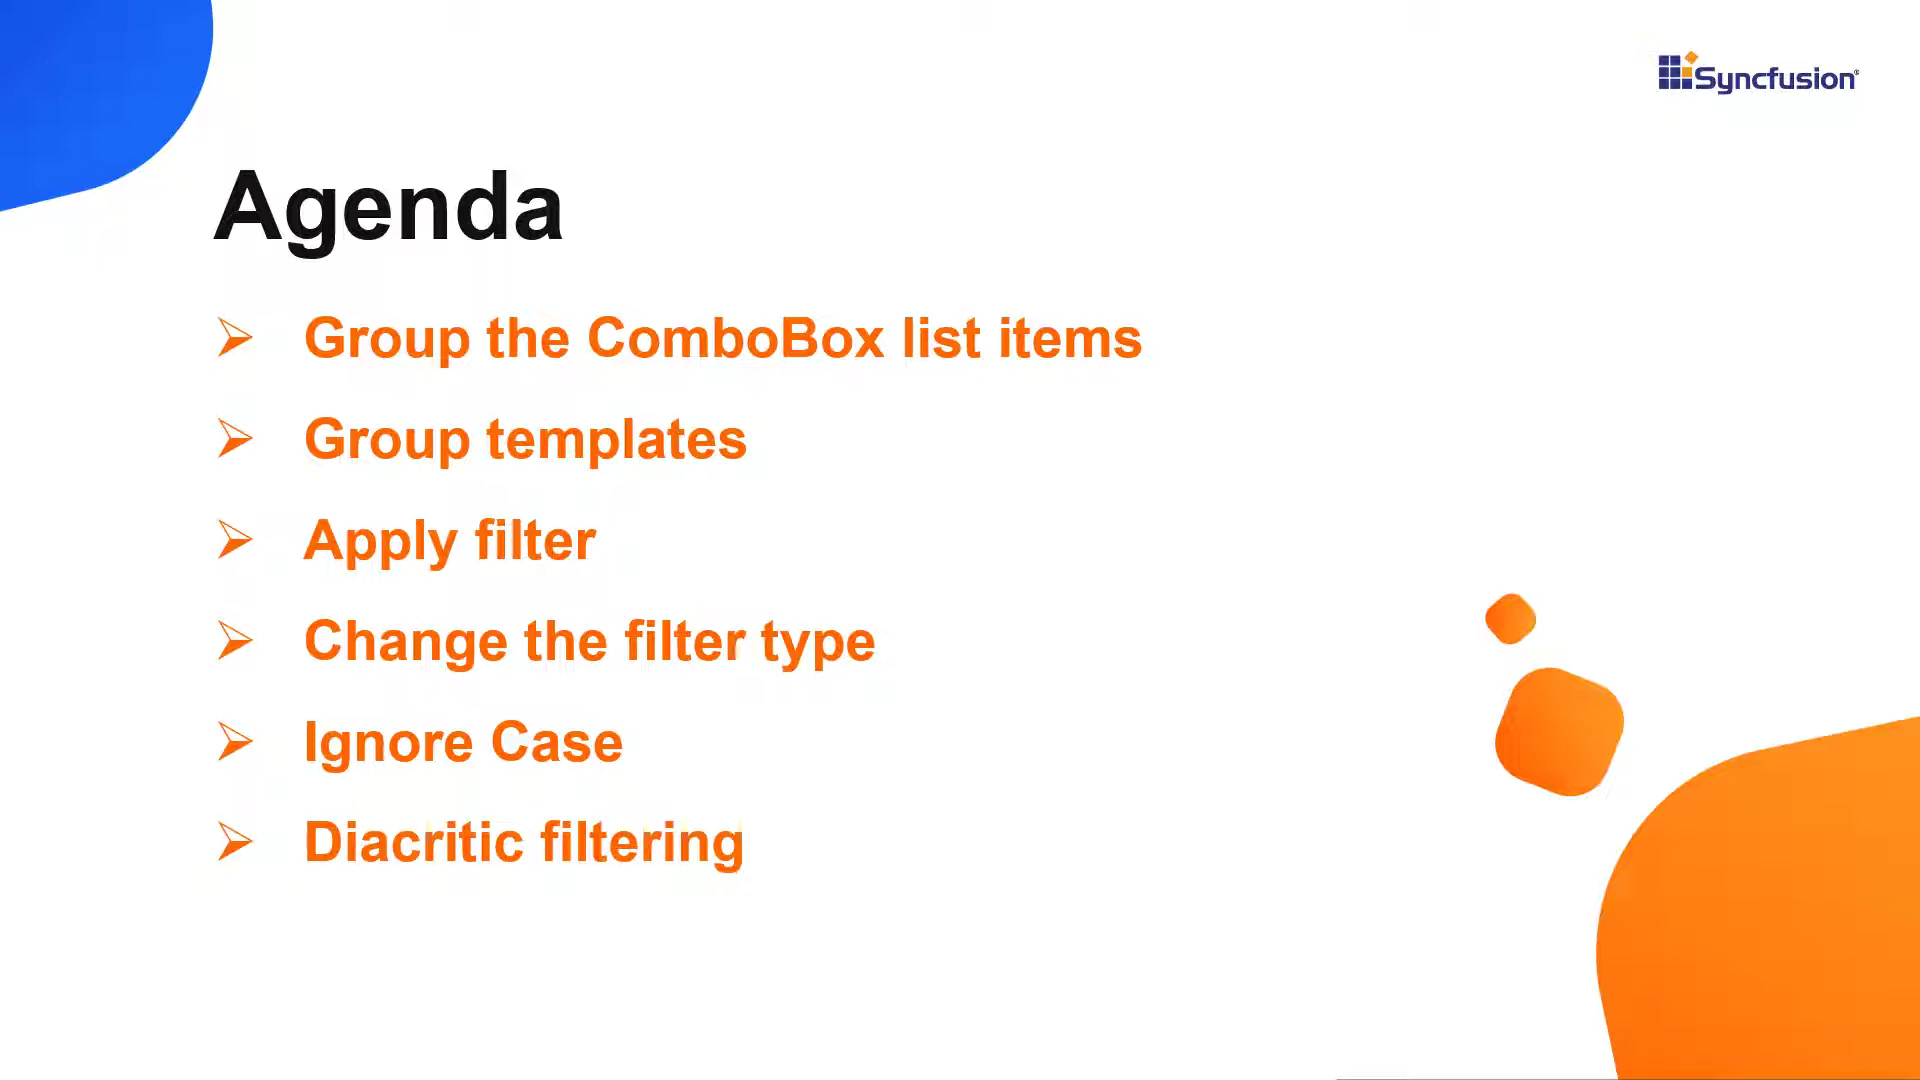 Syncfusion®
Agenda
➢ Group the ComboBox list items
➢ Group templates
➢ Apply filter
➢ Change the filter type
➢ Ignore Case
➢ Diacritic filtering